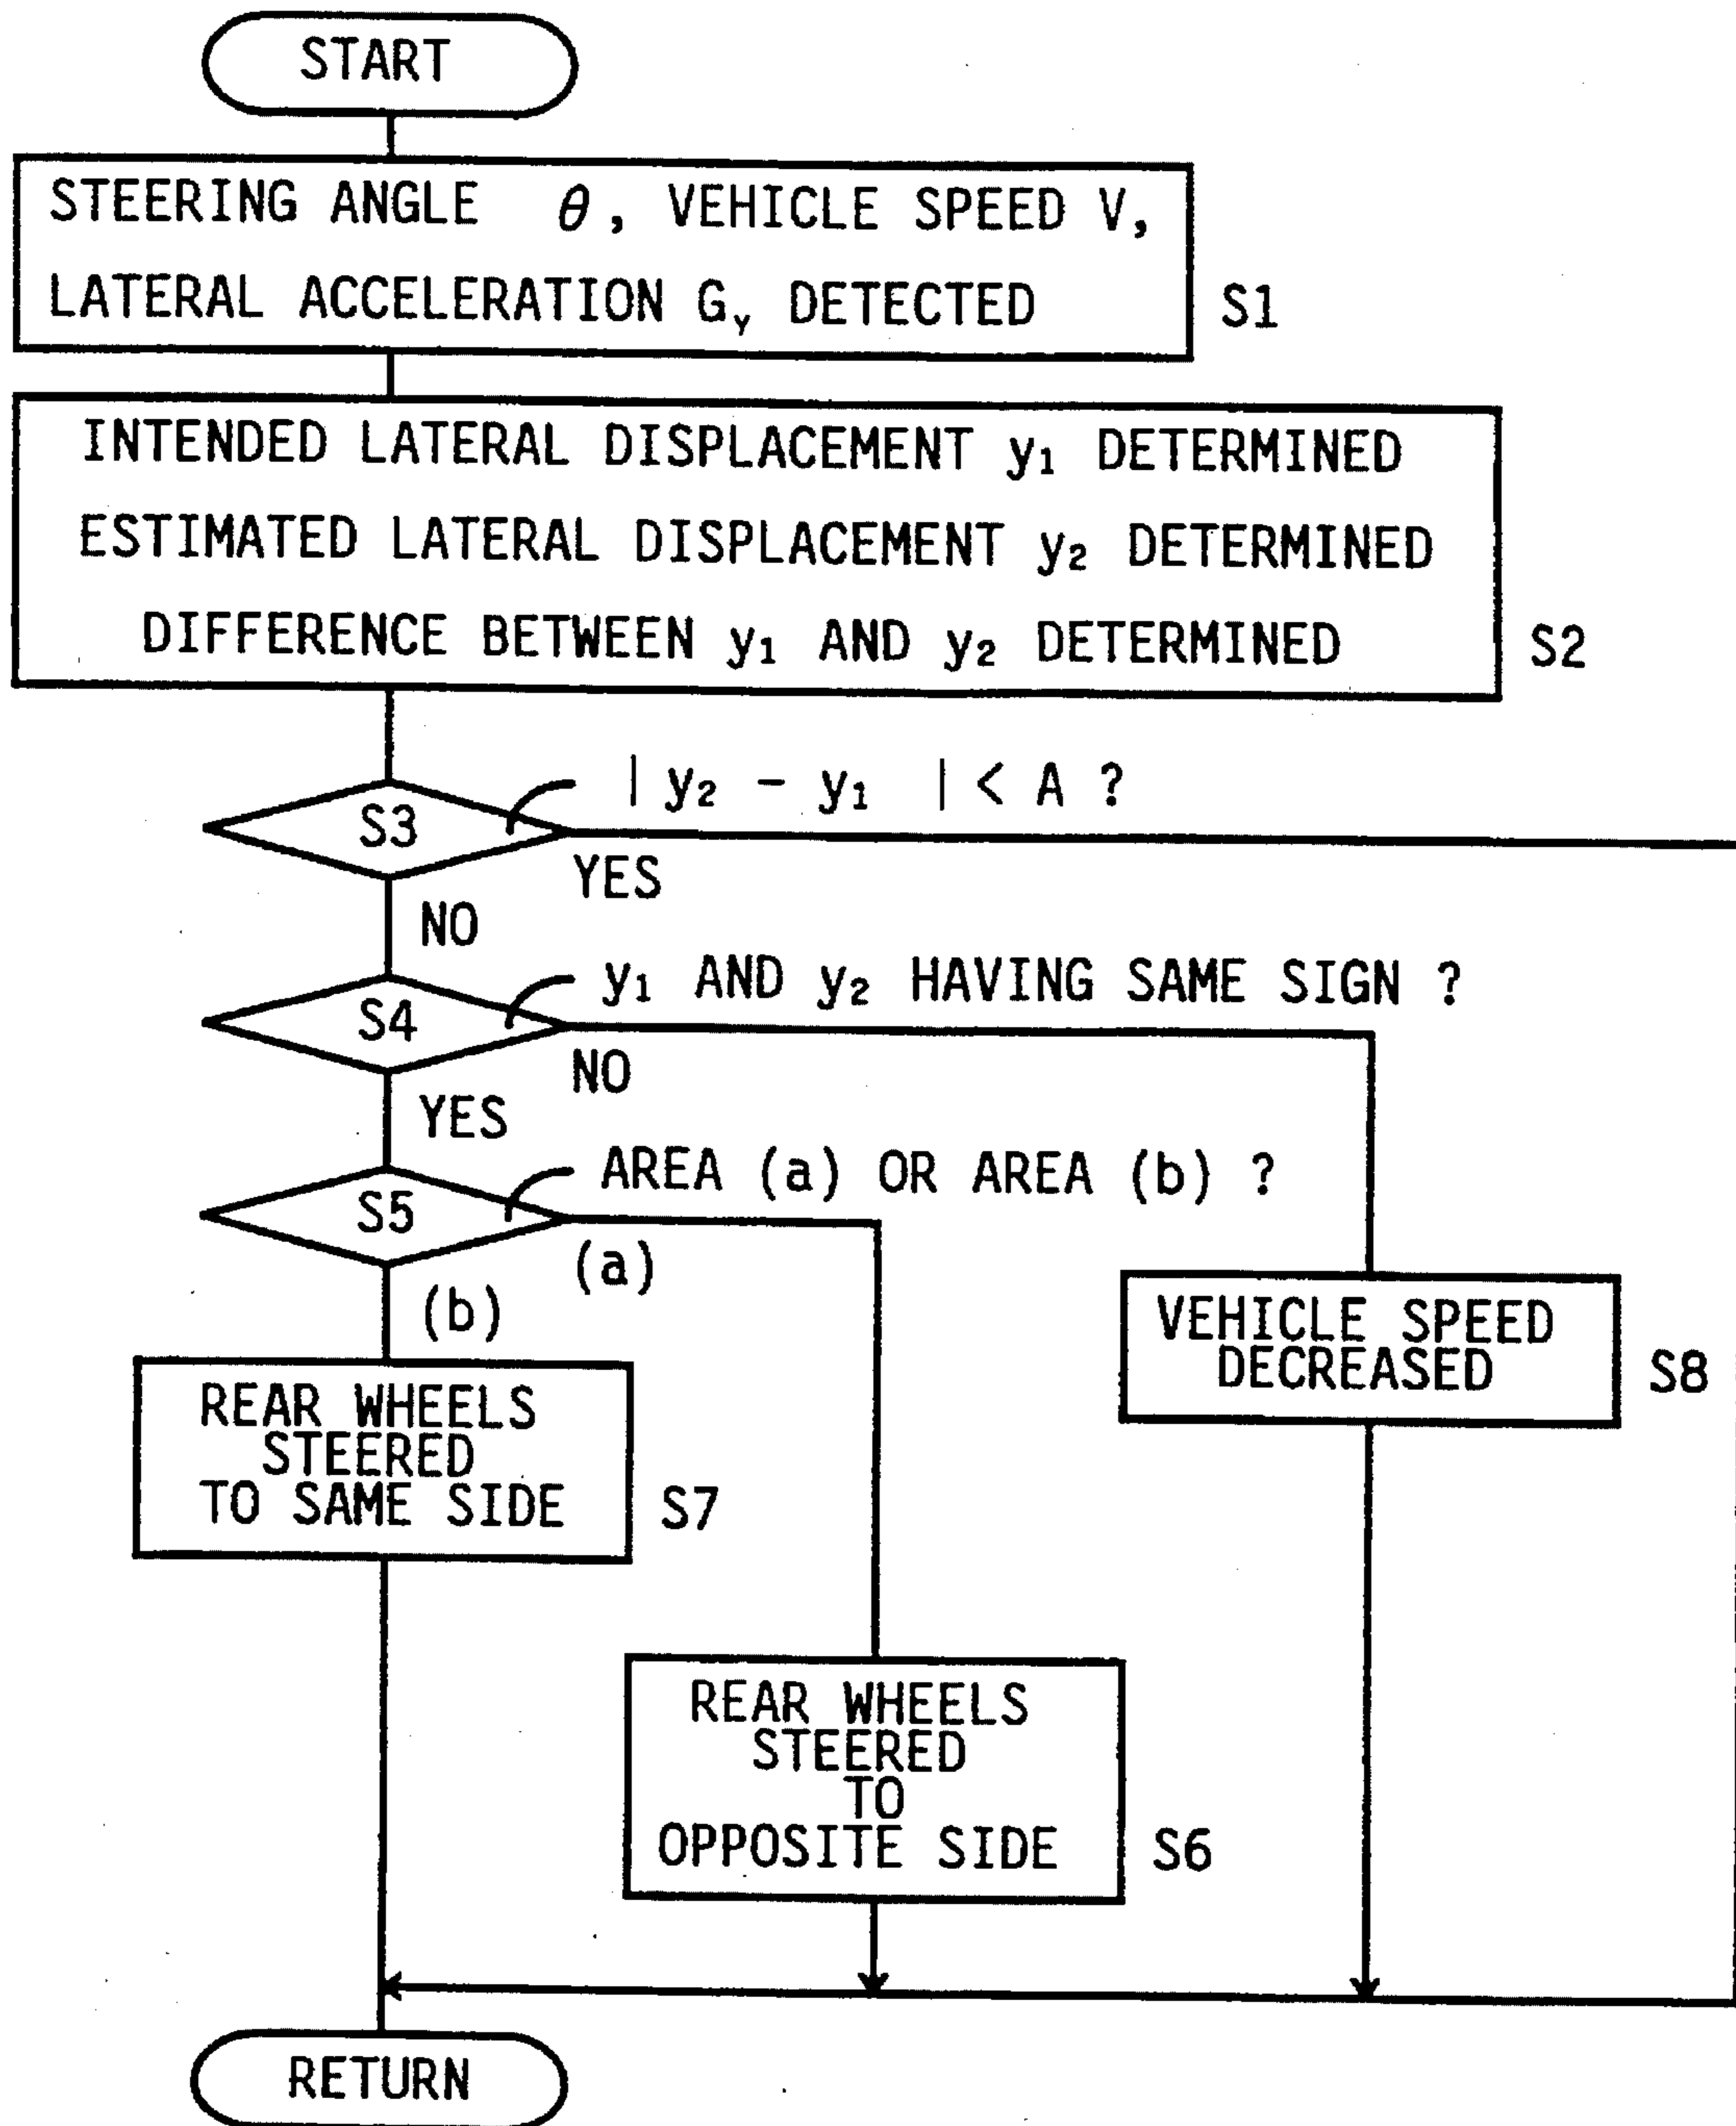 START
STEERING ANGLE θ, VEHICLE SPEED V,
LATERAL ACCELERATION Gᵧ DETECTED
S1
INTENDED LATERAL DISPLACEMENT y₁ DETERMINED
ESTIMATED LATERAL DISPLACEMENT y₂ DETERMINED
DIFFERENCE BETWEEN y₁ AND y₂ DETERMINED
S2
| y₂ - y₁ | < A ?
S3
YES
NO
y₁ AND y₂ HAVING SAME SIGN ?
S4
NO
YES
AREA (a) OR AREA (b) ?
S5
(a)
(b)
VEHICLE SPEED
DECREASED
S8
REAR WHEELS
STEERED
TO SAME SIDE
S7
REAR WHEELS
STEERED
TO
OPPOSITE SIDE
S6
RETURN